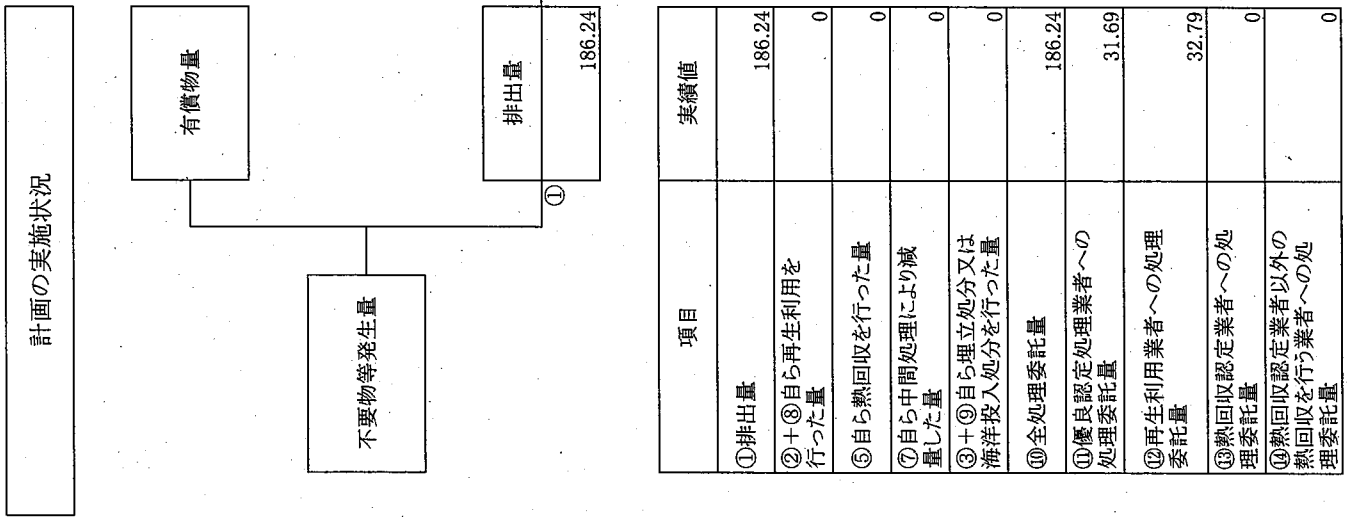 計画の実施状況
有償物量
不要物等発生量
排出量
①
186.24
項目 実績値
①排出量 186.24
②+⑧自ら再生利用を
行った量 0
⑤自ら熱回収を行った量 0
⑦自ら中間処理により減
量した量 0
③+⑨自ら埋立処分又は
海洋投入処分を行った量 0
⑩全処理委託量 186.24
⑪優良認定処理業者への
処理委託量 31.69
⑫再生利用業者への処理
委託量 32.79
⑬熱回収認定業者への処
理委託量 0
⑭熱回収認定業者以外の
熱回収を行う業者への処
理委託量 0